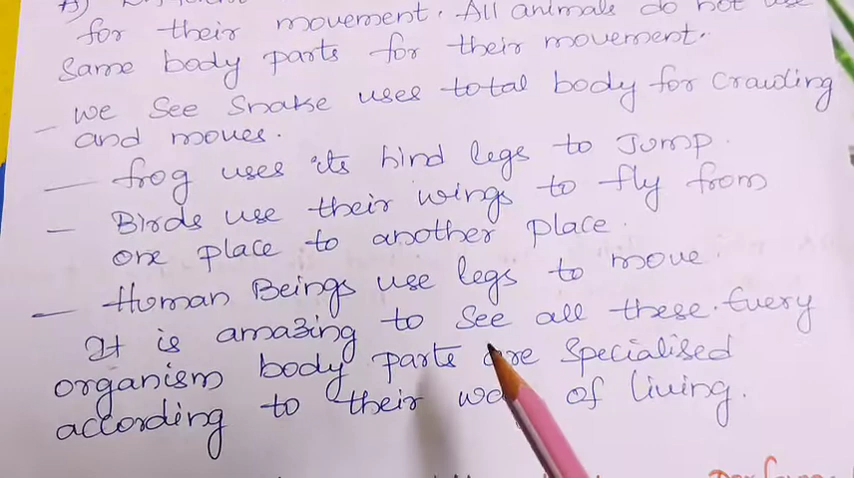 for their movement. All animals do not use
Same body parts for their movement.
– we See Snake uses total body for Crawling
and moves.
– frog uses its hind legs to Jump.
– Birds use their wings to fly from
one place to another place.
– Human Beings use legs to move.
It is amazing to See all these. Every
organism body parts are Specialised
according to their of living.